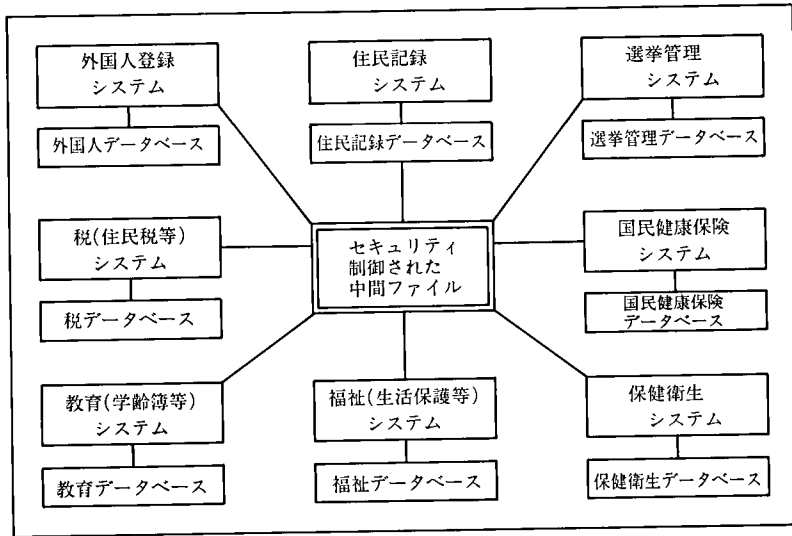 外国人登録
システム
外国人データベース
住民記録
システム
住民記録データベース
選挙管理
システム
選挙管理データベース
税(住民税等)
システム
税データベース
セキュリティ
制御された
中間ファイル
国民健康保険
システム
国民健康保険
データベース
教育(学齢簿等)
システム
教育データベース
福祉(生活保護等)
システム
福祉データベース
保健衛生
システム
保健衛生データベース